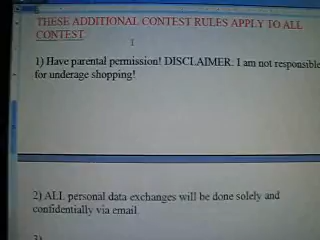 THESE ADDITIONAL CONTEST RULES APPLY TO ALL
CONTEST
1) Have parental permission! DISCLAIMER: I am not responsible
for underage shopping!
2) ALL personal data exchanges will be done solely and
confidentially via email
3)